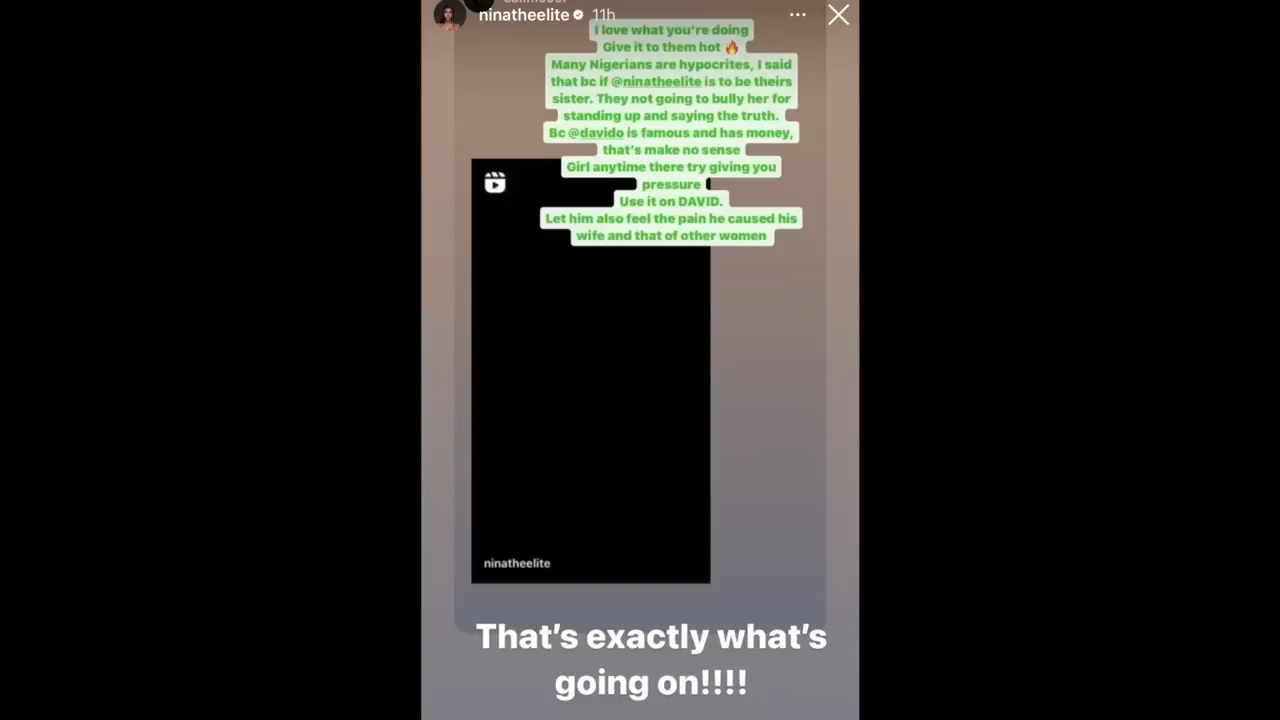 ninatheelite 11h
I love what you're doing
Give it to them hot 🔥
Many Nigerians are hypocrites, I said
that bc if @ninatheelite is to be theirs
sister. They not going to bully her for
standing up and saying the truth.
Bc @davido is famous and has money,
that's make no sense
Girl anytime there try giving you
pressure
Use it on DAVID.
Let him also feel the pain he caused his
wife and that of other women
ninatheelite
That's exactly what's
going on!!!!